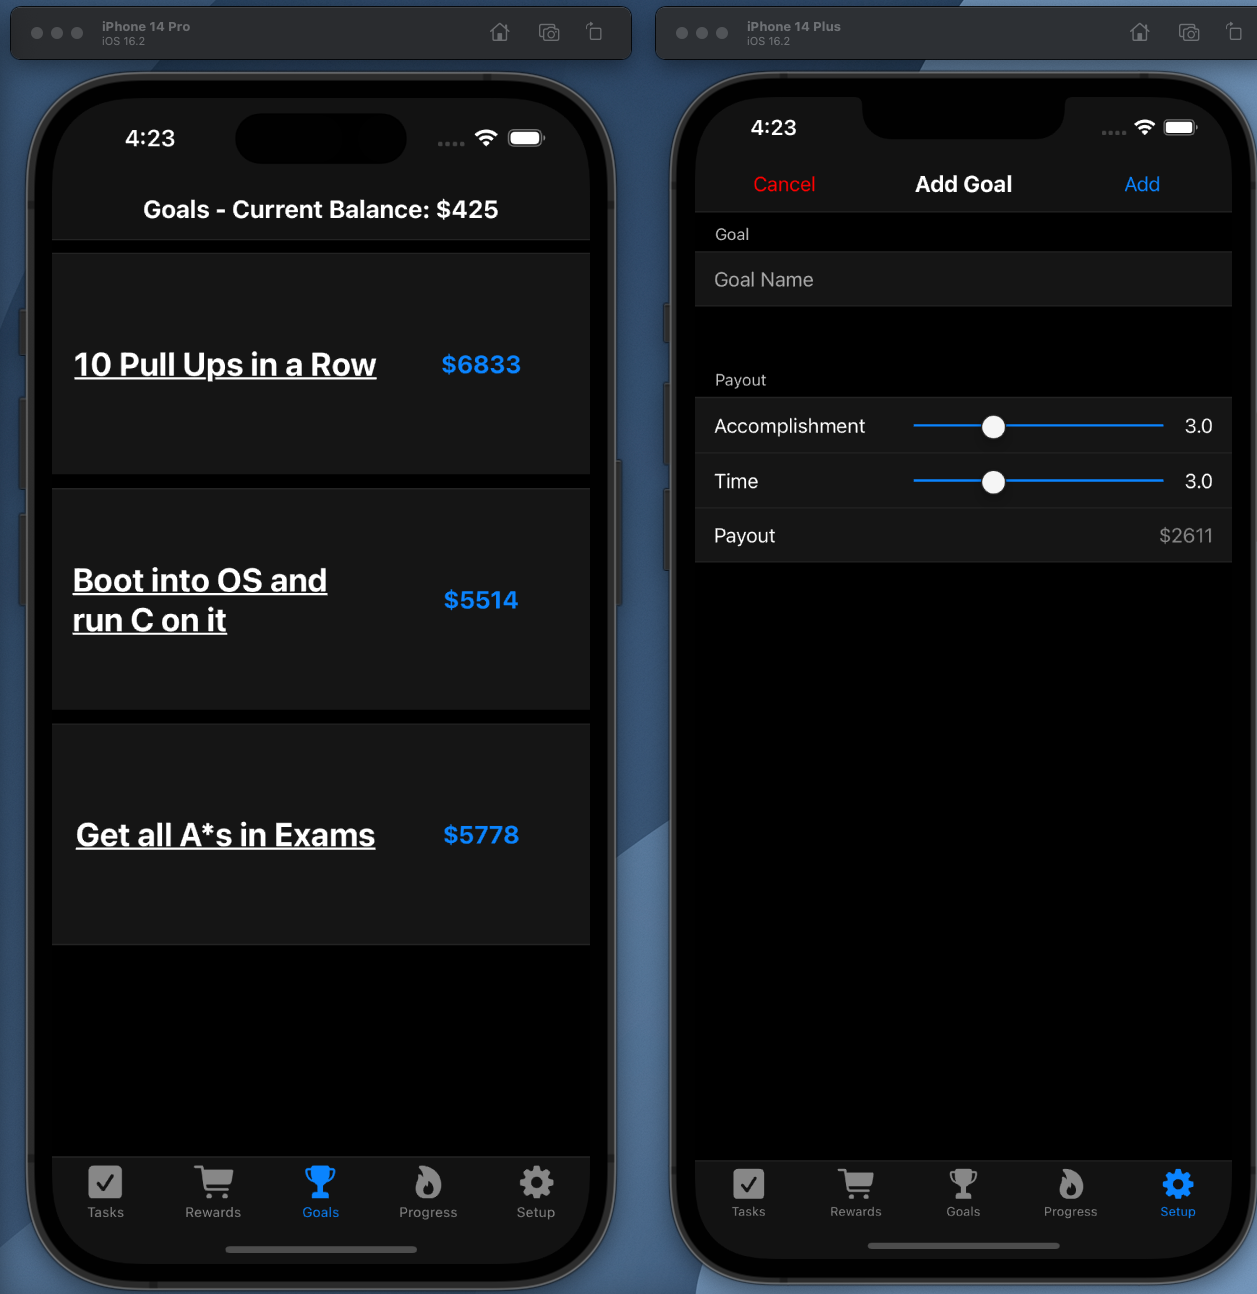 iPhone 14 Pro
iOS 16.2
4:23
Goals - Current Balance: $425
10 Pull Ups in a Row
$6833
Boot into OS and
run C on it
$5514
Get all A*s in Exams
$5778
Tasks
Rewards
Goals
Progress
Setup
iPhone 14 Plus
iOS 16.2
4:23
Cancel
Add Goal
Add
Goal
Goal Name
Payout
Accomplishment
3.0
Time
3.0
Payout
$2611
Tasks
Rewards
Goals
Progress
Setup